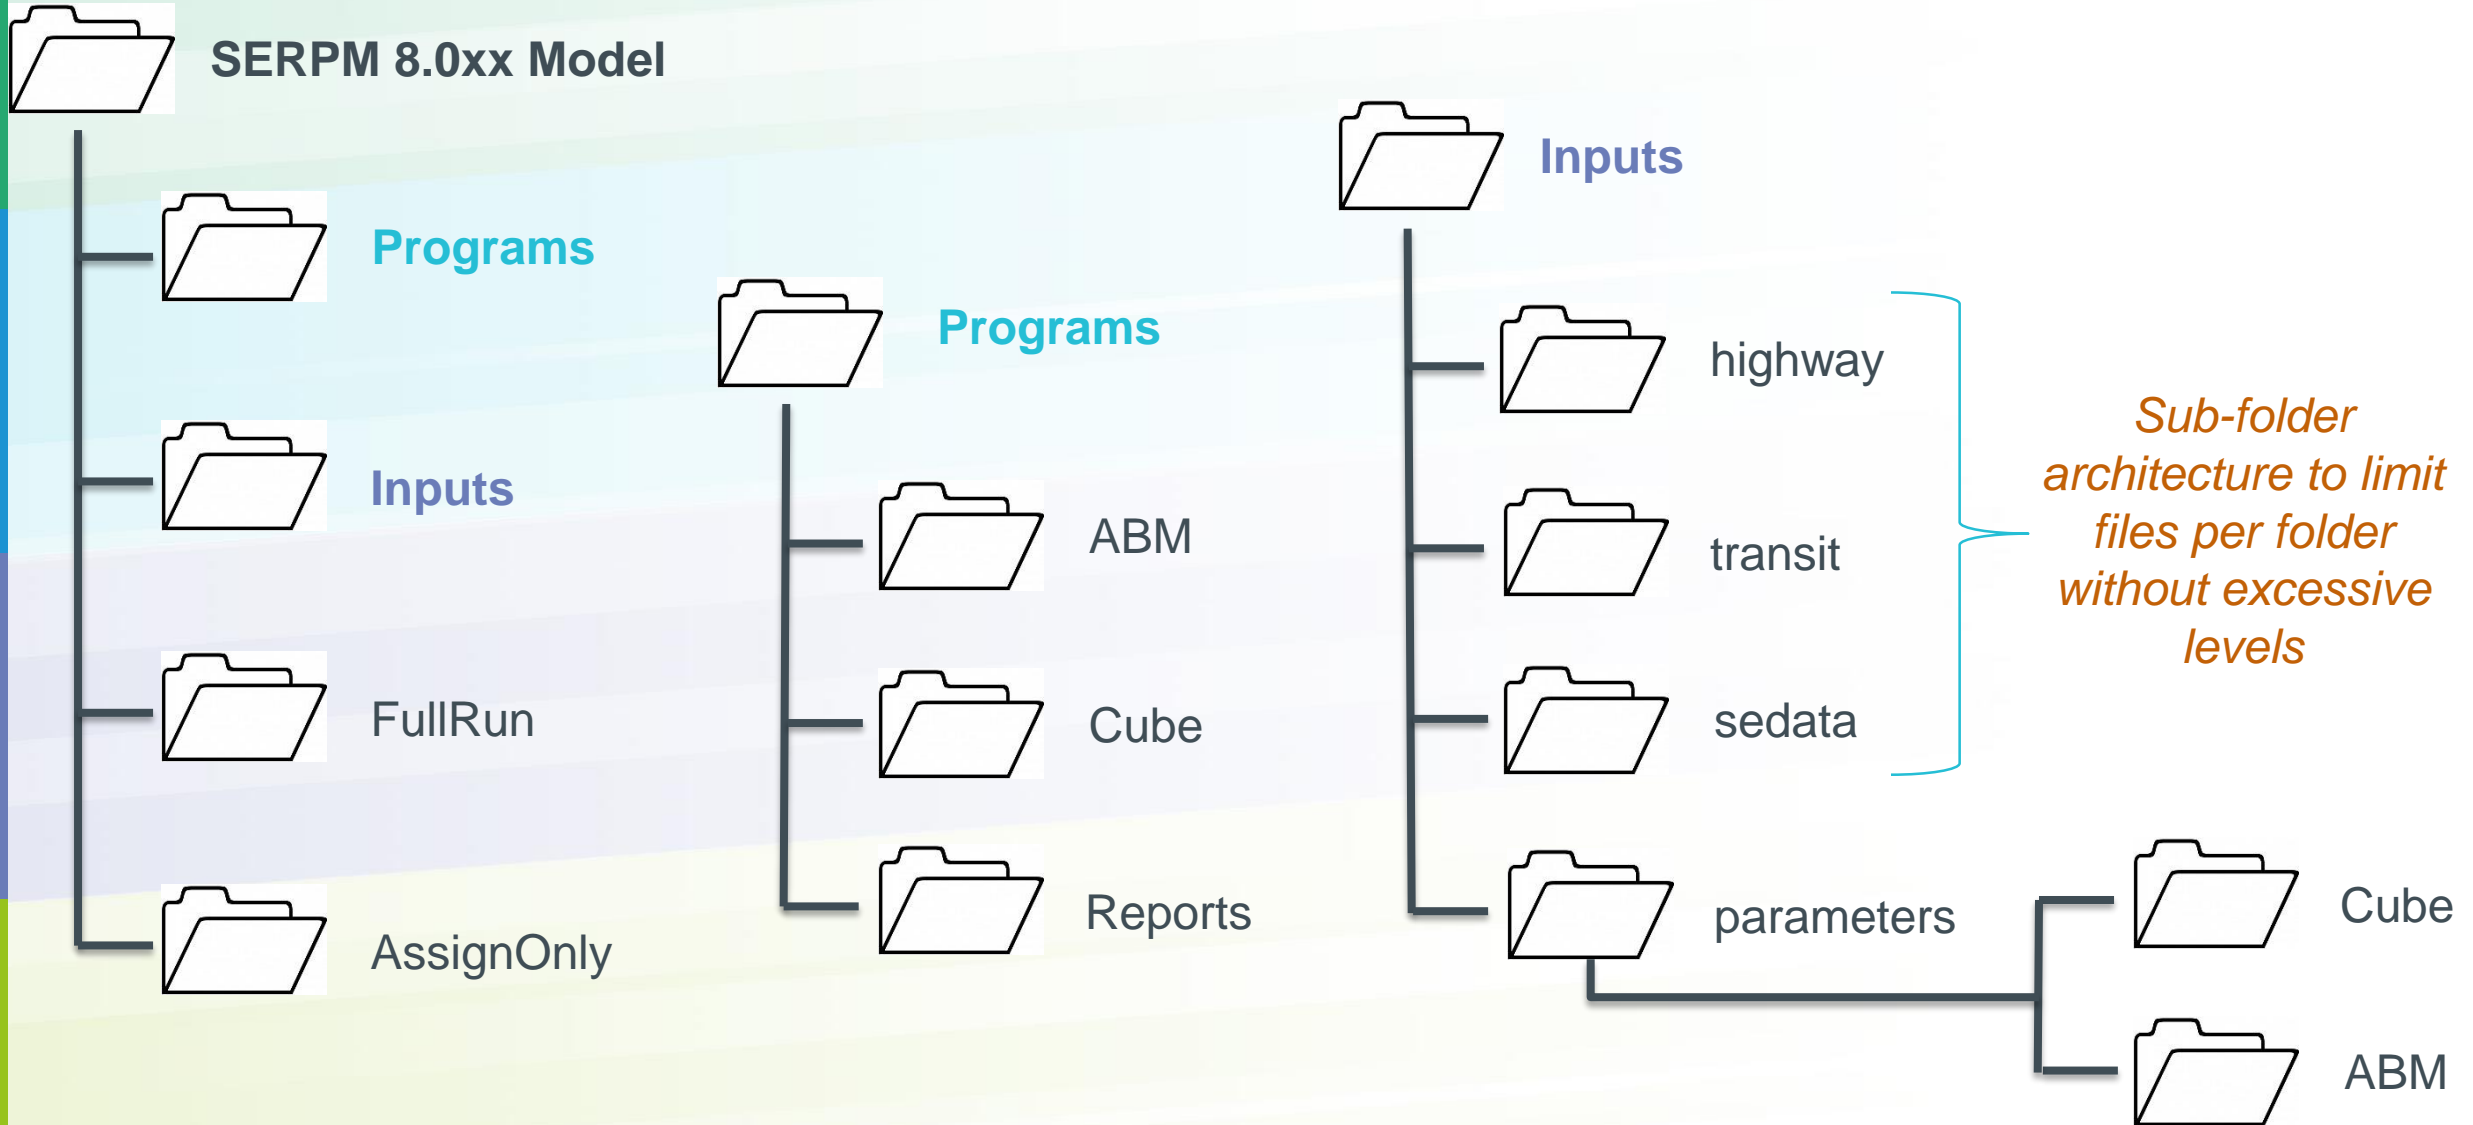 SERPM 8.0xx Model
Programs
Inputs
FullRun
AssignOnly
Programs
ABM
Cube
Reports
Inputs
highway
transit
sedata
parameters
Sub-folder
architecture to limit
files per folder
without excessive
levels
Cube
ABM